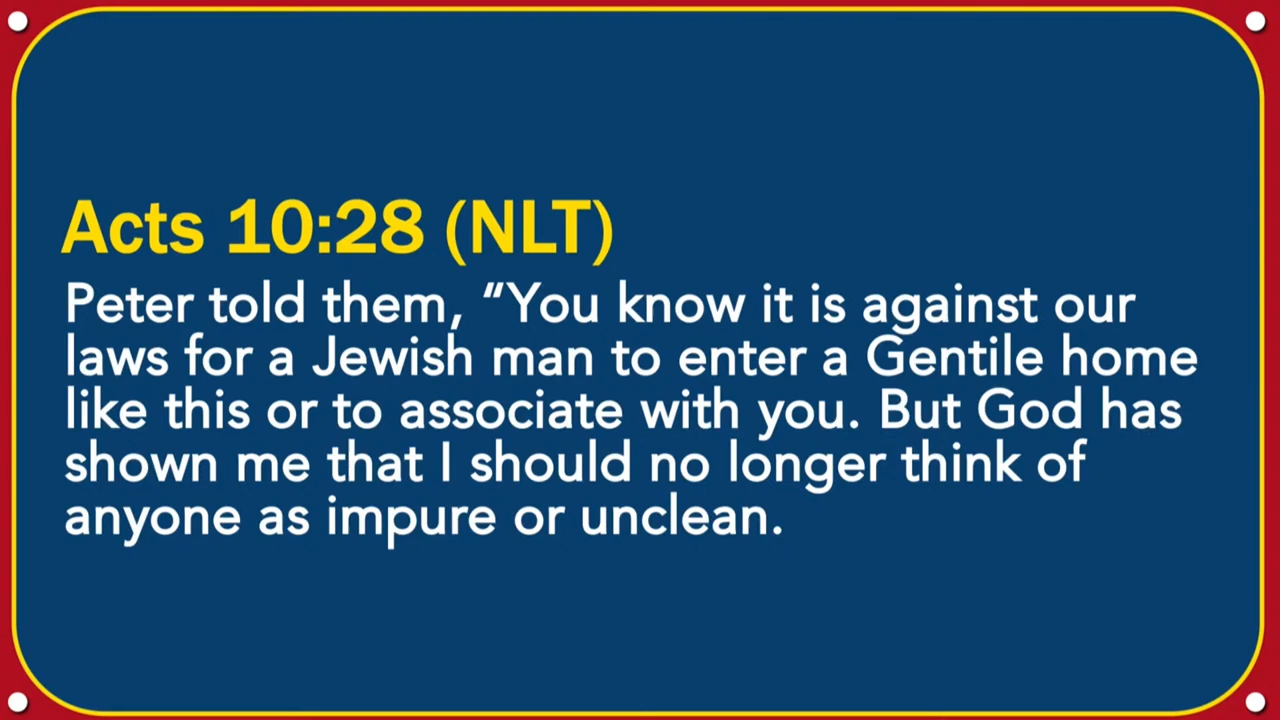 Acts 10:28 (NLT)
Peter told them, “You know it is against our
laws for a Jewish man to enter a Gentile home
like this or to associate with you. But God has
shown me that I should no longer think of
anyone as impure or unclean.